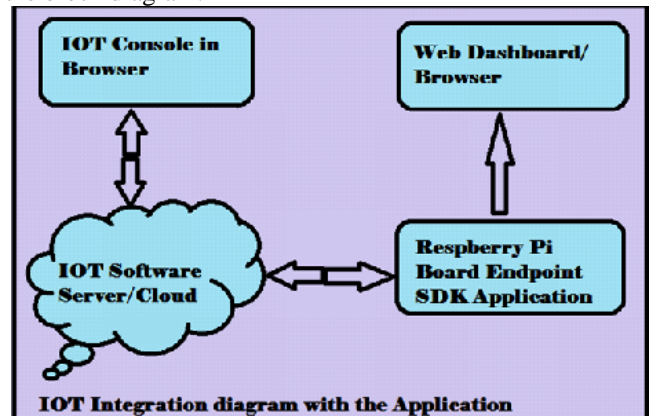 IOT Console in
Browser
Web Dashboard/
Browser
IOT Software
Server/Cloud
Respberry Pi
Board Endpoint
SDK Application
IOT Integration diagram with the Application